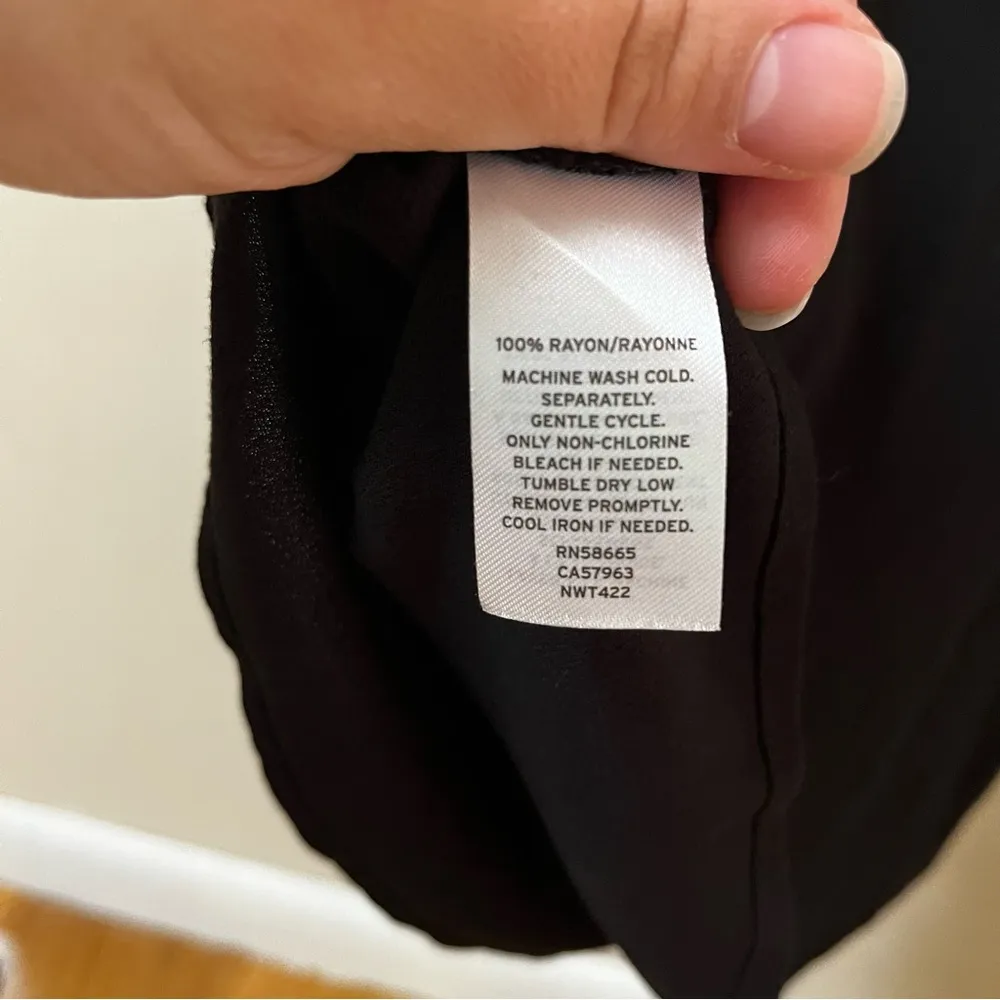 100% RAYON/RAYONNE
MACHINE WASH COLD.
SEPARATELY.
GENTLE CYCLE.
ONLY NON-CHLORINE
BLEACH IF NEEDED.
TUMBLE DRY LOW
REMOVE PROMPTLY.
COOL IRON IF NEEDED.
RN58665
CA57963
NWT422